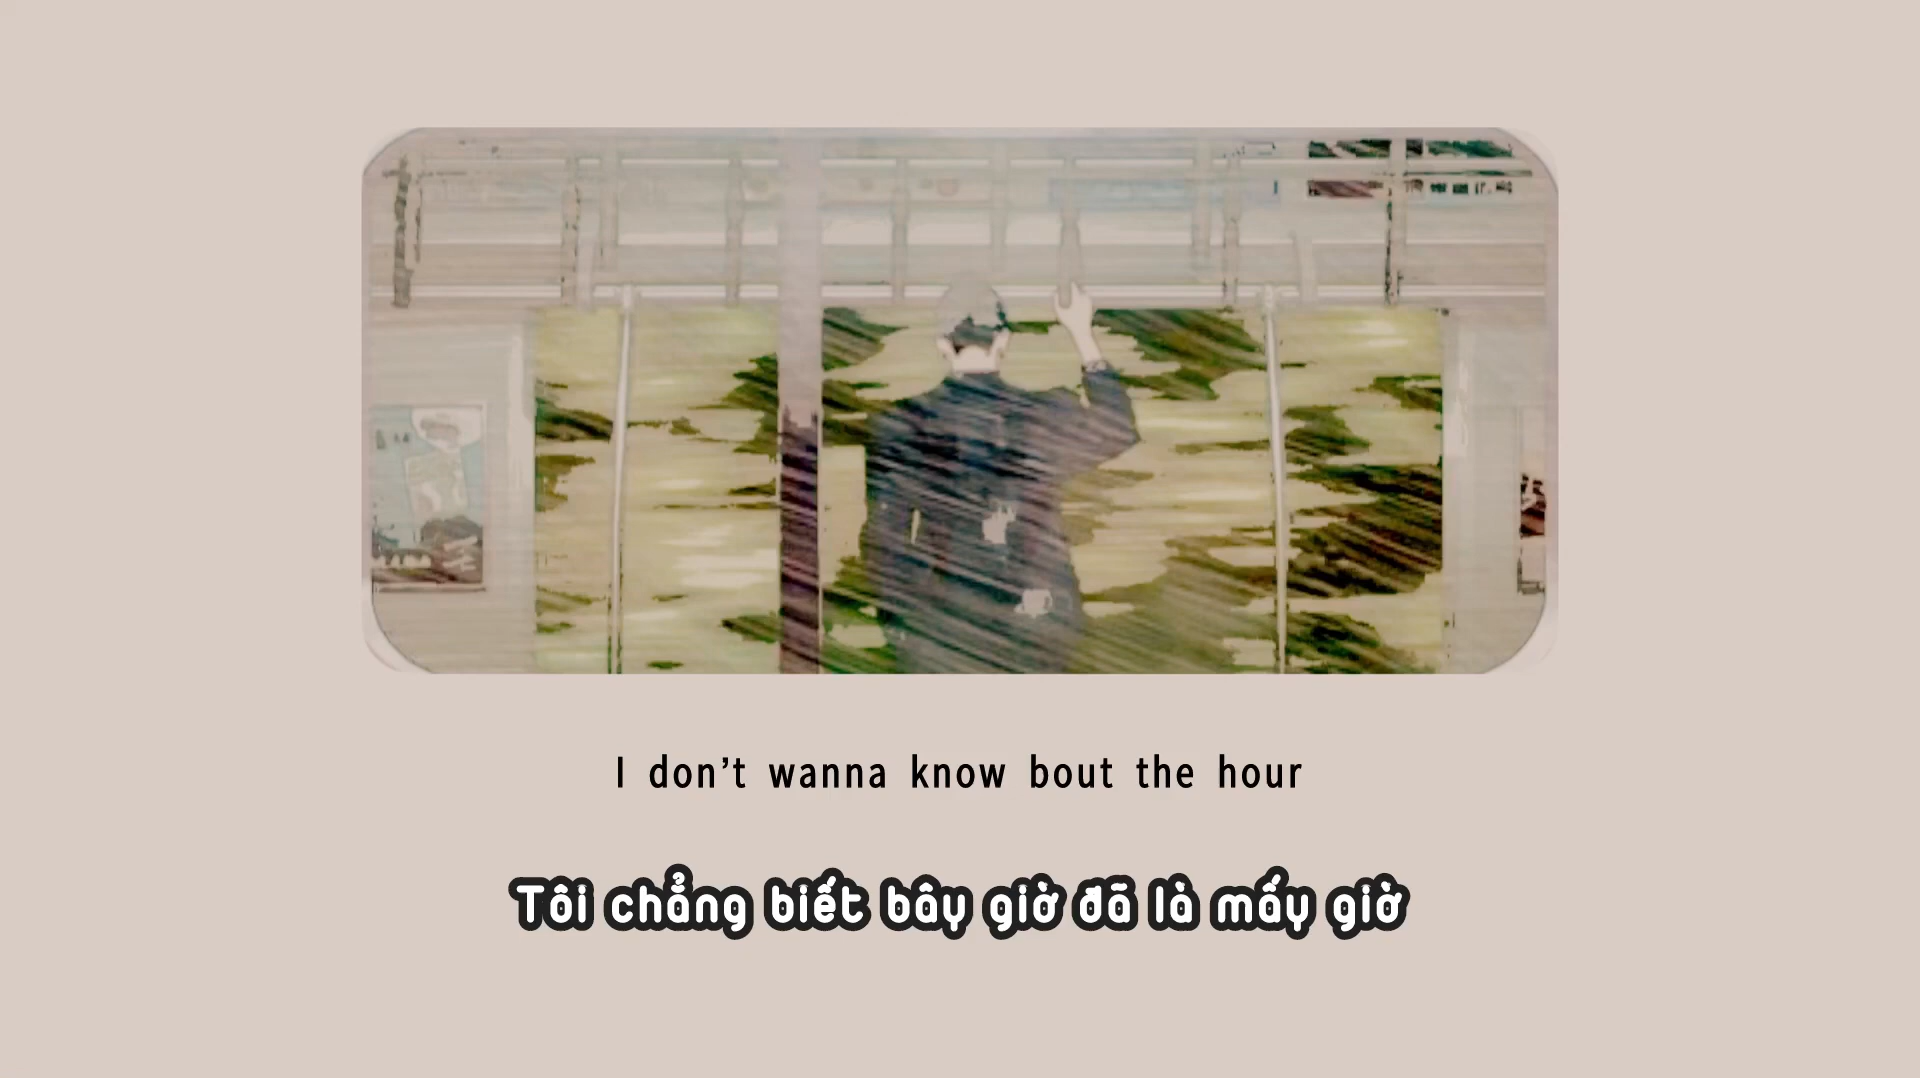 I don’t wanna know bout the hour
Tôi chẳng biết bây giờ đã là mấy giờ